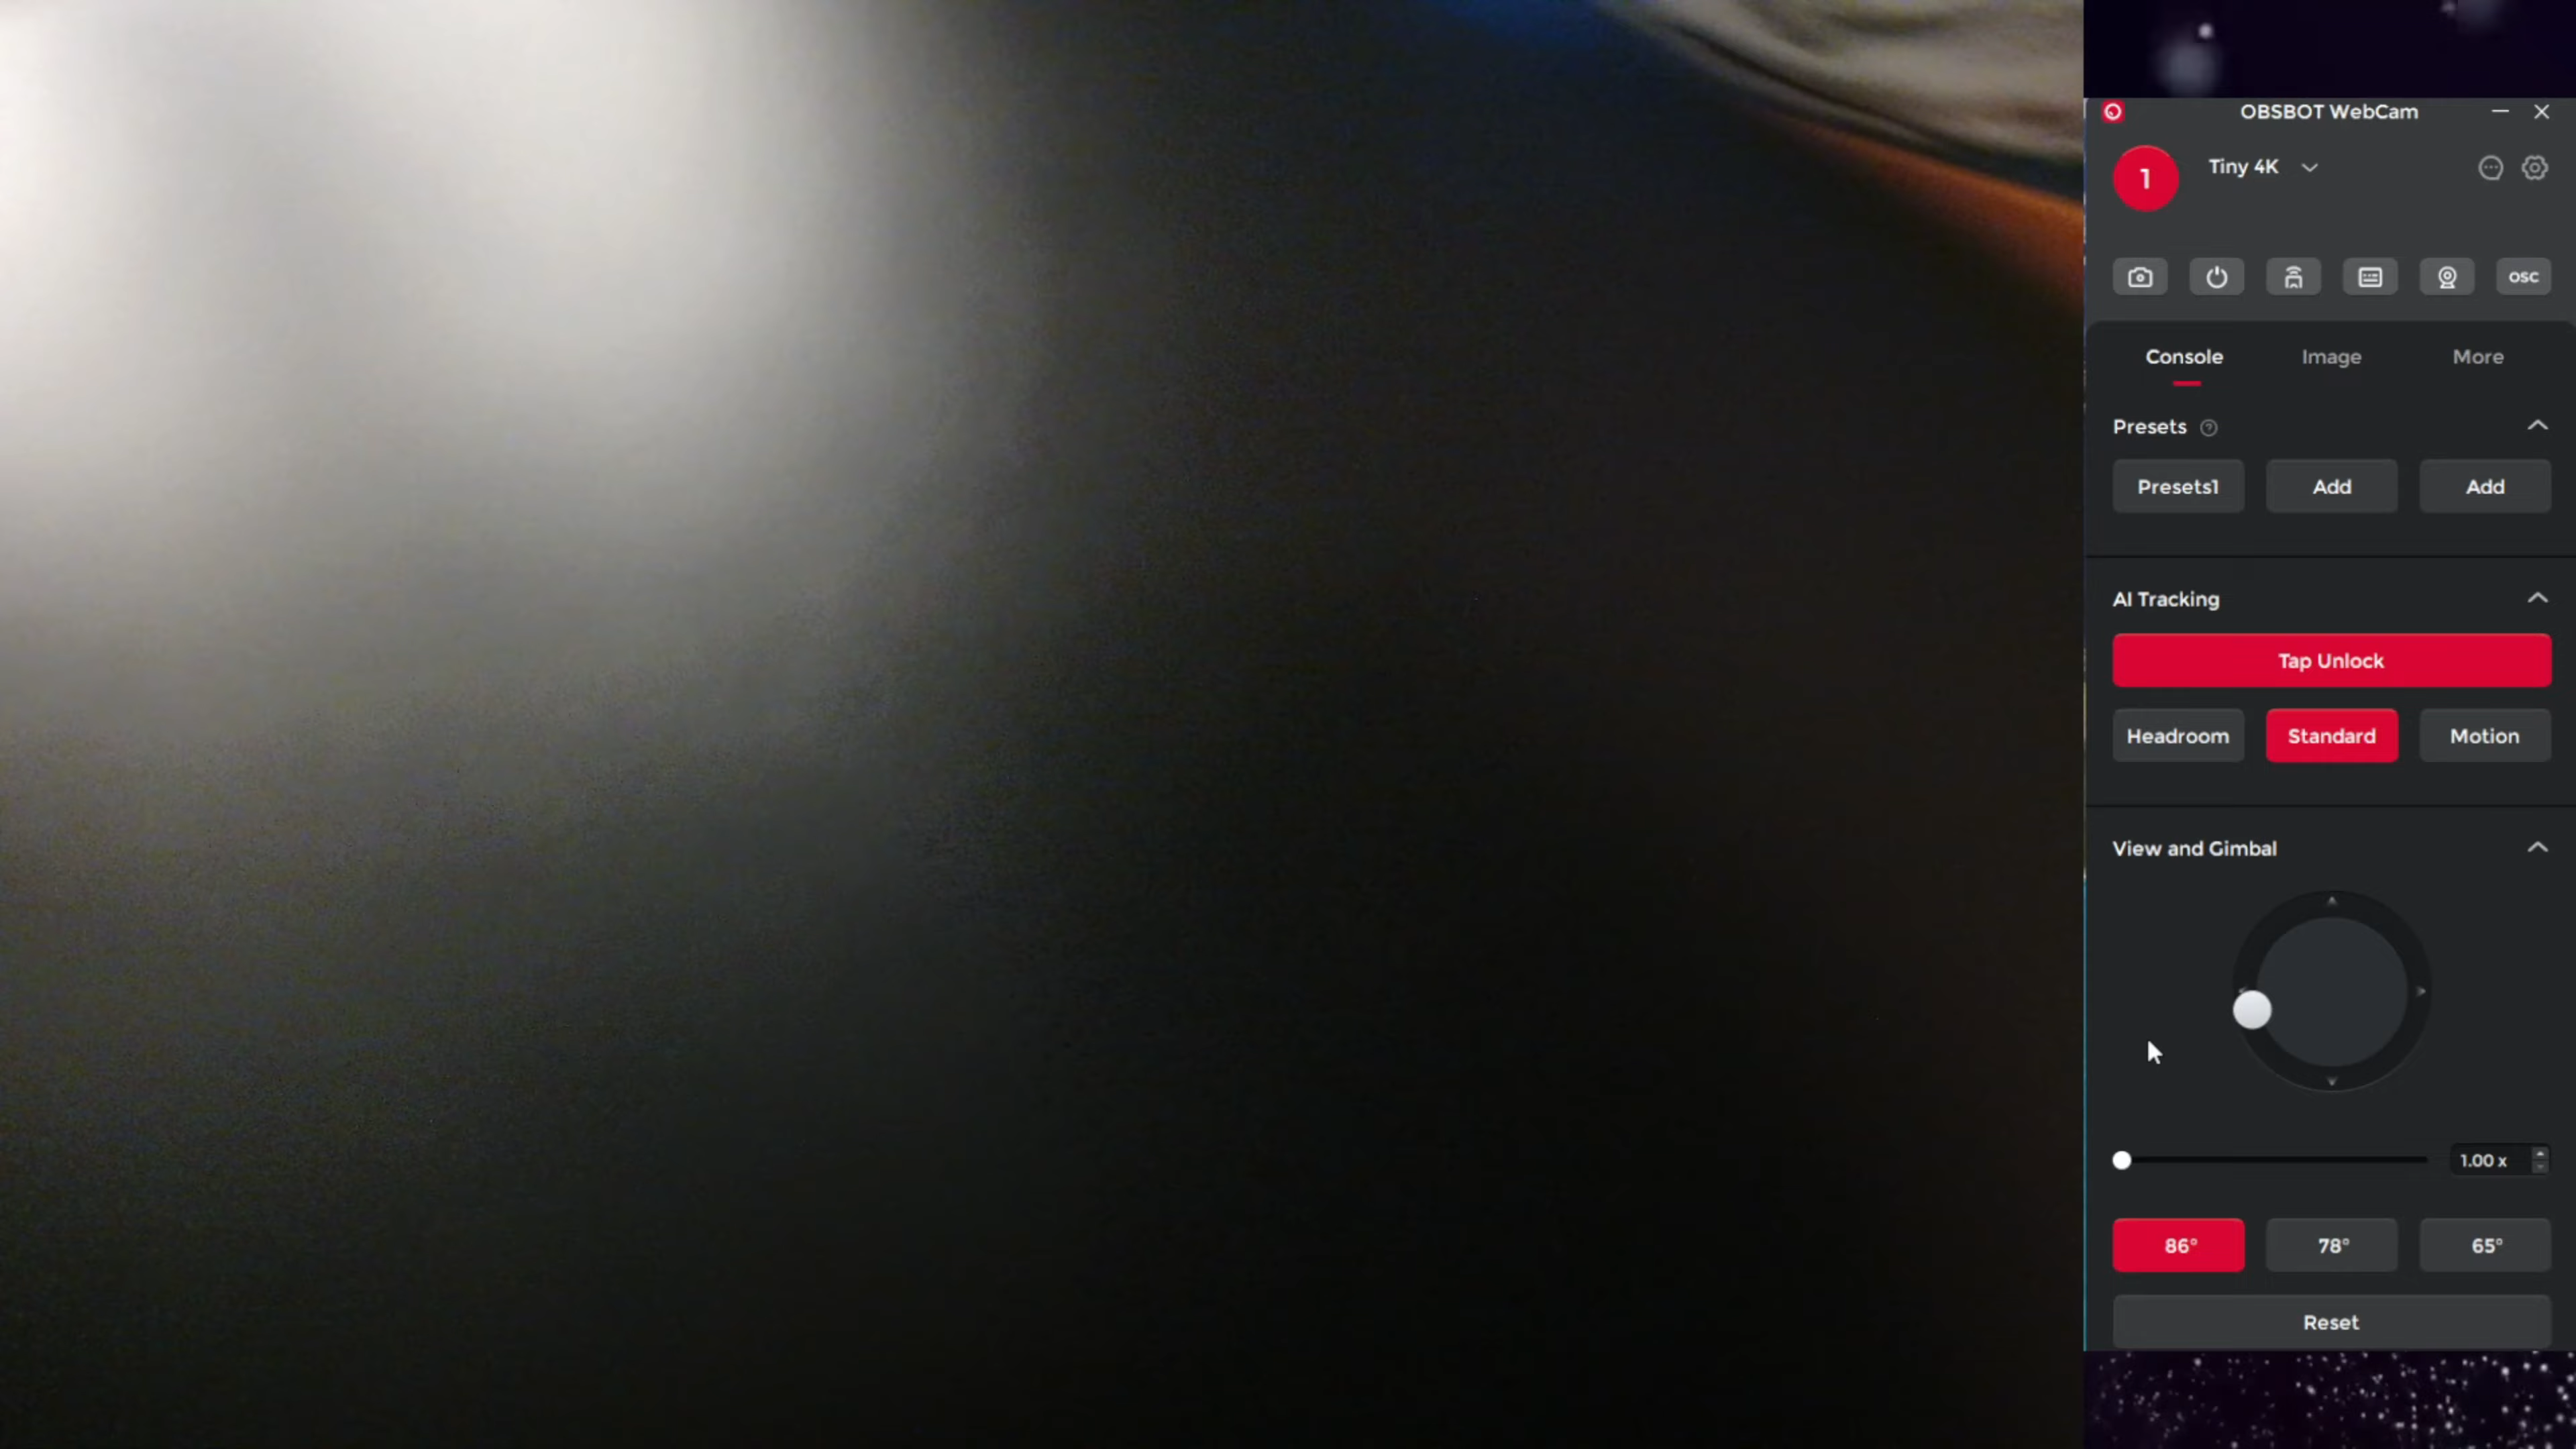 OBSBOT WebCam
1
Tiny 4K
OSC
Console Image More
Presets
Presets1 Add Add
AI Tracking
Tap Unlock
Headroom Standard Motion
View and Gimbal
1.00 x
86° 78° 65°
Reset